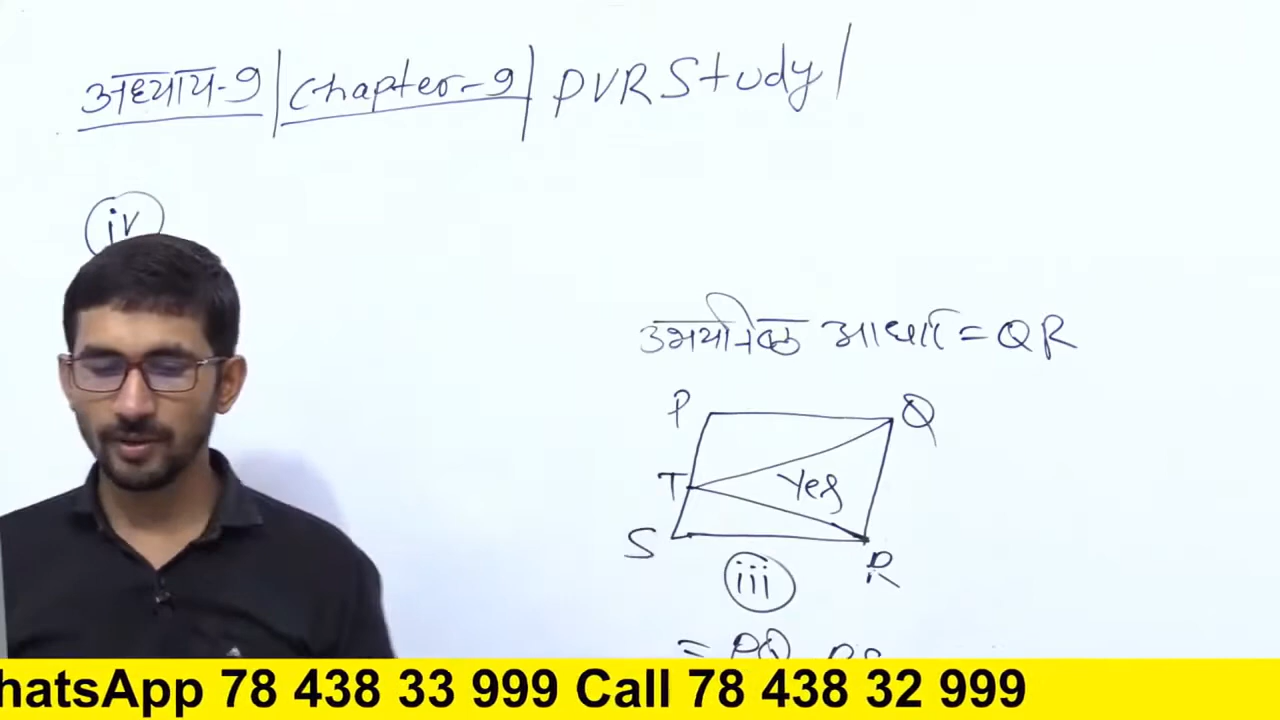 अध्याय-9 | Chapter-9 | PVR Study |
iv
उभयनिष्ठ आधार = QR
P
Q
T
Yes
S
R
iii
= PQ
hatsApp 78 438 33 999 Call 78 438 32 999